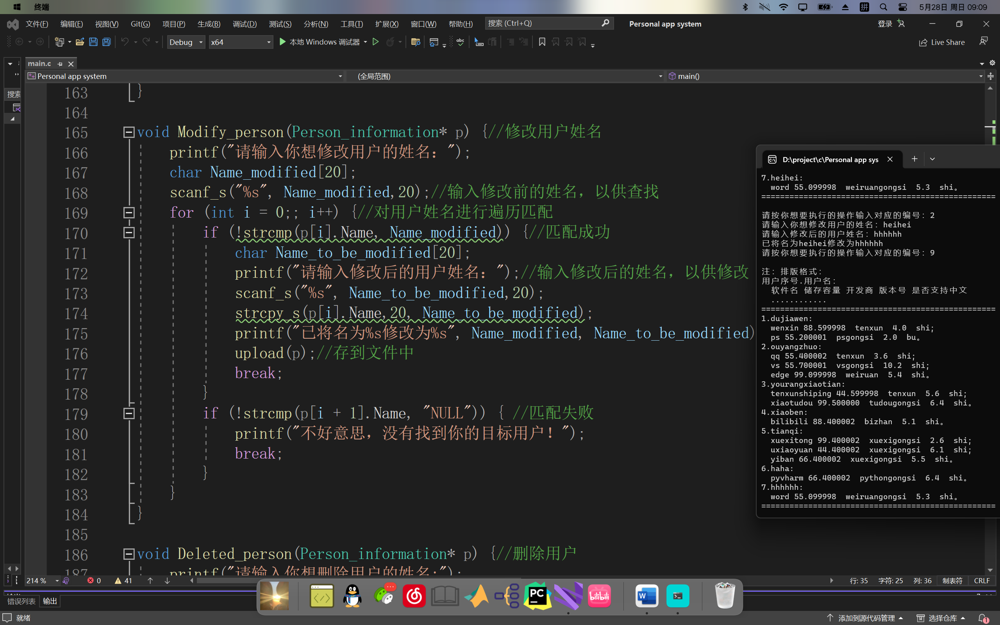 终端
5月28日 周日 09:09
文件(F) 编辑(E) 视图(V) Git(G) 项目(P) 生成(B) 调试(D) 测试(S) 分析(N) 工具(T) 扩展(X) 窗口(W) 帮助(H) 搜索 (Ctrl+Q) Personal app system 登录
Debug x64 本地 Windows 调试器 Live Share
main.c
Personal app system (全局范围) main()
搜索
163 }
164
165 void Modify_person(Person_information* p) {//修改用户姓名
166 printf("请输入你想修改用户的姓名：");
167 char Name_modified[20];
168 scanf_s("%s", Name_modified,20);//输入修改前的姓名，以供查找
169 for (int i = 0;; i++) {//对用户姓名进行遍历匹配
170 if (!strcmp(p[i].Name, Name_modified)) {//匹配成功
171 char Name_to_be_modified[20];
172 printf("请输入修改后的用户姓名：");//输入修改后的姓名，以供修改
173 scanf_s("%s", Name_to_be_modified,20);
174 strcpy_s(p[i].Name,20, Name_to_be_modified);
175 printf("已将名为%s修改为%s", Name_modified, Name_to_be_modified)
176 upload(p);//存到文件中
177 break;
178 }
179 if (!strcmp(p[i + 1].Name, "NULL")) { //匹配失败
180 printf("不好意思，没有找到你的目标用户！");
181 break;
182 }
183 }
184 }
185
186 void Deleted_person(Person_information* p) {//删除用户
187 printf("请输入你想删除用户的姓名:");
D:\project\c\Personal app sys
7.heihei:
word 55.099998 weiruangongsi 5.3 shi。
==================================================
请按你想要执行的操作输入对应的编号：2
请输入你想修改用户的姓名：heihei
请输入修改后的用户姓名：hhhhhh
已将名为heihei修改为hhhhhh
请按你想要执行的操作输入对应的编号：9
注：排版格式：
用户序号.用户名：
软件名 储存容量 开发商 版本号 是否支持中文
............
==================================================
1.dujiawen:
wenxin 88.599998 tenxun 4.0 shi;
ps 55.200001 psgongsi 2.0 bu。
2.ouyangzhuo:
qq 55.400002 tenxun 3.6 shi;
vs 55.700001 vsgongsi 10.2 shi;
edge 99.099998 weiruan 5.4 shi。
3.yourangxiaotian:
tenxunshiping 44.599998 tenxun 5.6 shi;
xiaotudou 99.500000 tudougongsi 6.4 shi。
4.xiaoben:
bilibili 88.400002 bizhan 5.1 shi。
5.tianqi:
xuexitong 99.400002 xuexigongsi 2.6 shi;
uxiaoyuan 44.400002 xuexigongsi 6.1 shi;
yiban 66.400002 xuexigongsi 5.5 shi。
6.haha:
pyvharm 66.400002 pythongongsi 6.4 shi。
7.hhhhhh:
word 55.099998 weiruangongsi 5.3 shi。
==================================================
214 % 0 41 行: 35 字符: 25 列: 36 制表符 CRLF
错误列表 输出
PC
bilibili
W
就绪 添加到源代码管理 选择仓库 1